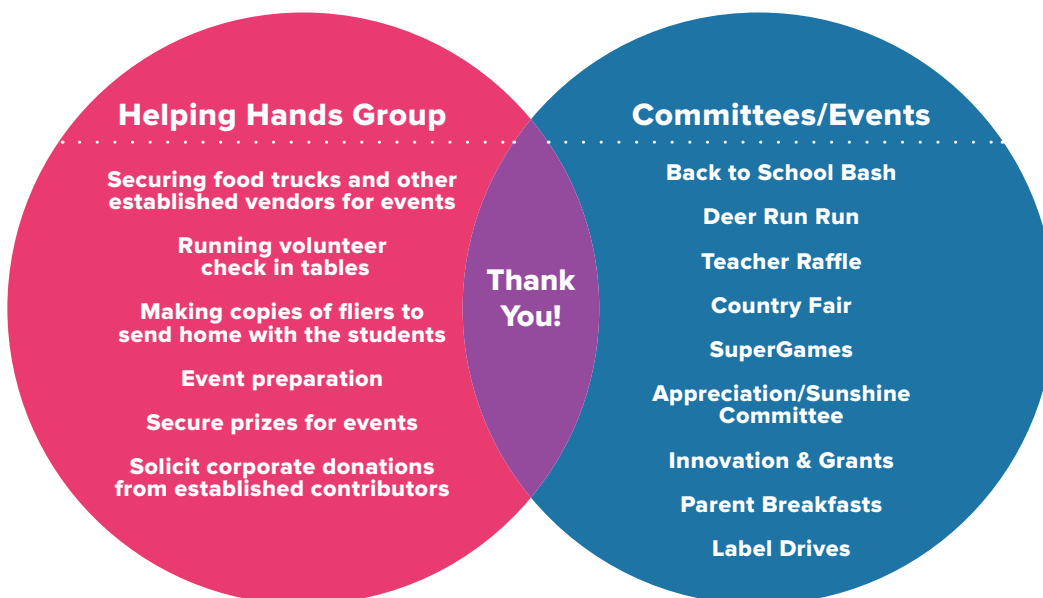 Helping Hands Group
Securing food trucks and other
established vendors for events
Running volunteer
check in tables
Making copies of fliers to
send home with the students
Event preparation
Secure prizes for events
Solicit corporate donations
from established contributors
Thank
You!
Committees/Events
Back to School Bash
Deer Run Run
Teacher Raffle
Country Fair
SuperGames
Appreciation/Sunshine
Committee
Innovation & Grants
Parent Breakfasts
Label Drives